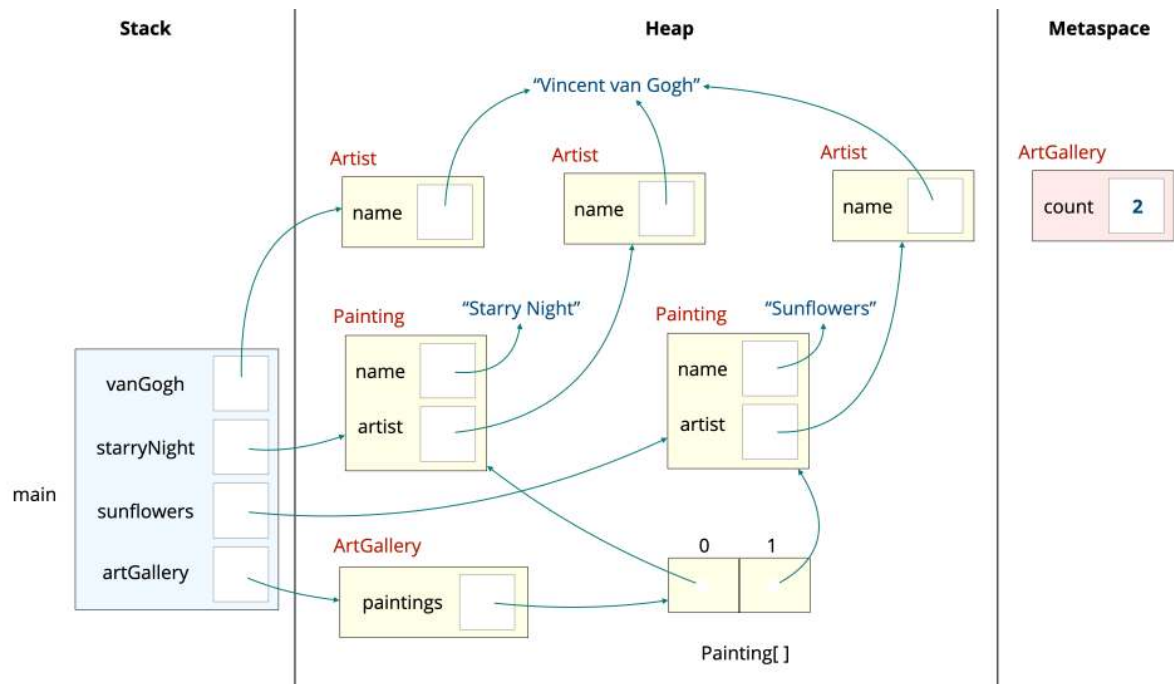 Stack
Heap
Metaspace
“Vincent van Gogh”
Artist
Artist
Artist
ArtGallery
name
name
name
count 2
Painting
“Starry Night”
Painting
“Sunflowers”
name
name
artist
artist
vanGogh
starryNight
main
sunflowers
artGallery
ArtGallery
0 1
paintings
Painting[ ]